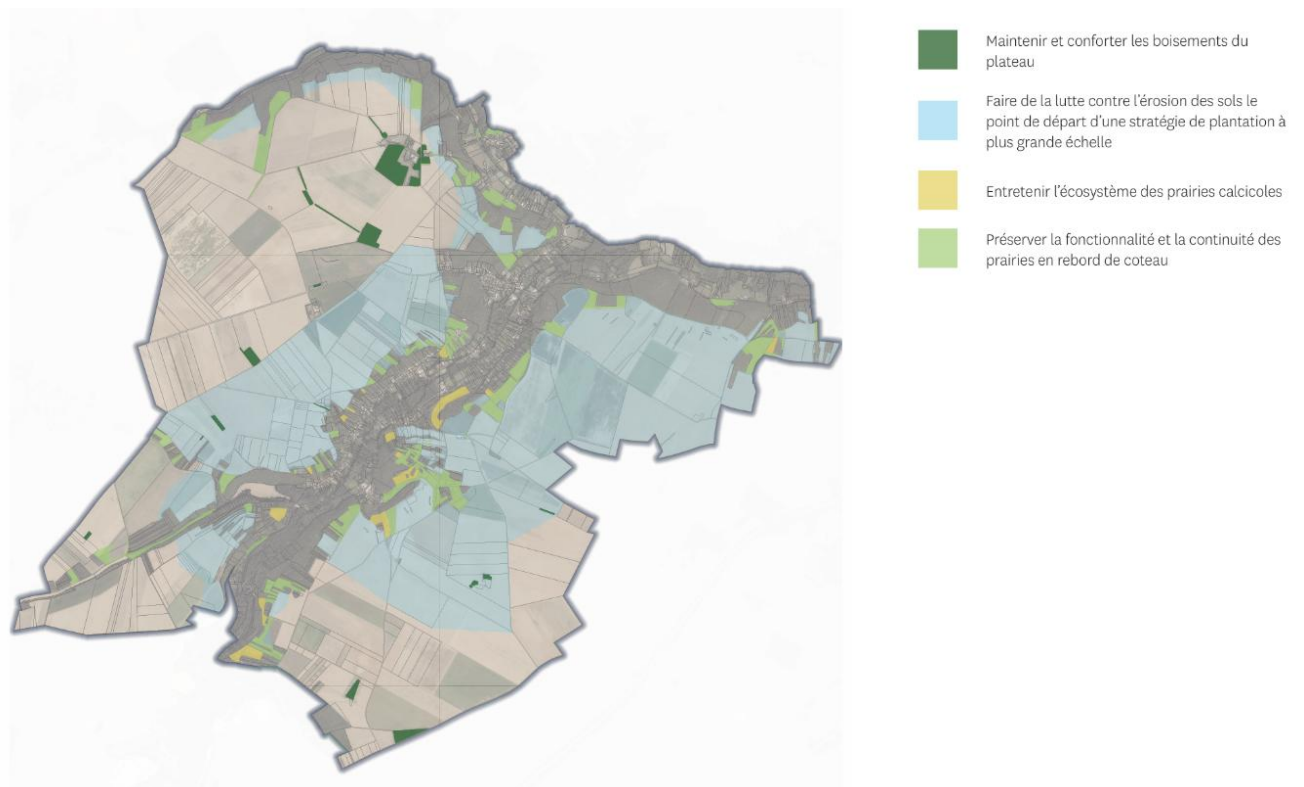 Maintenir et conforter les boisements du
plateau
Faire de la lutte contre l'érosion des sols le
point de départ d'une stratégie de plantation à
plus grande échelle
Entretenir l'écosystème des prairies calcicoles
Préserver la fonctionnalité et la continuité des
prairies en rebord de coteau